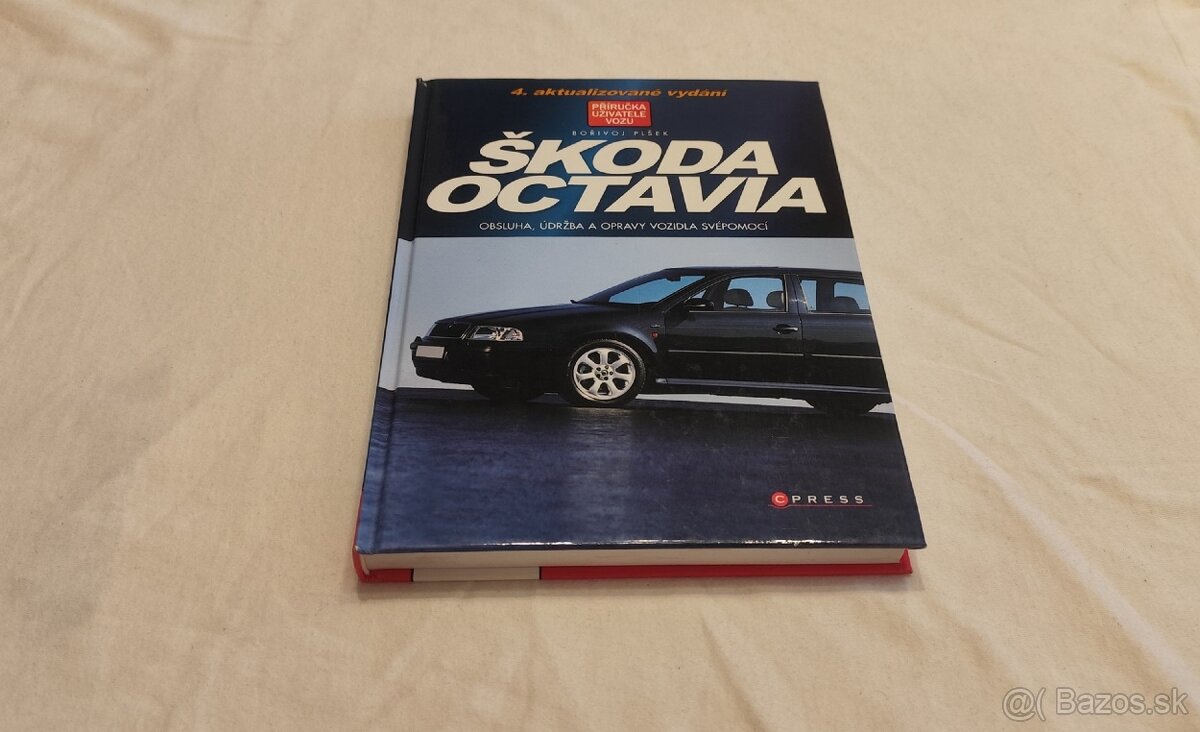 4. aktualizované vydání
PŘÍRUČKA
UŽIVATELE
VOZU
BOŘIVOJ PLŠEK
ŠKODA
OCTAVIA
OBSLUHA, ÚDRŽBA A OPRAVY VOZIDLA SVÉPOMOCÍ
CPRESS
@( Bazos.sk